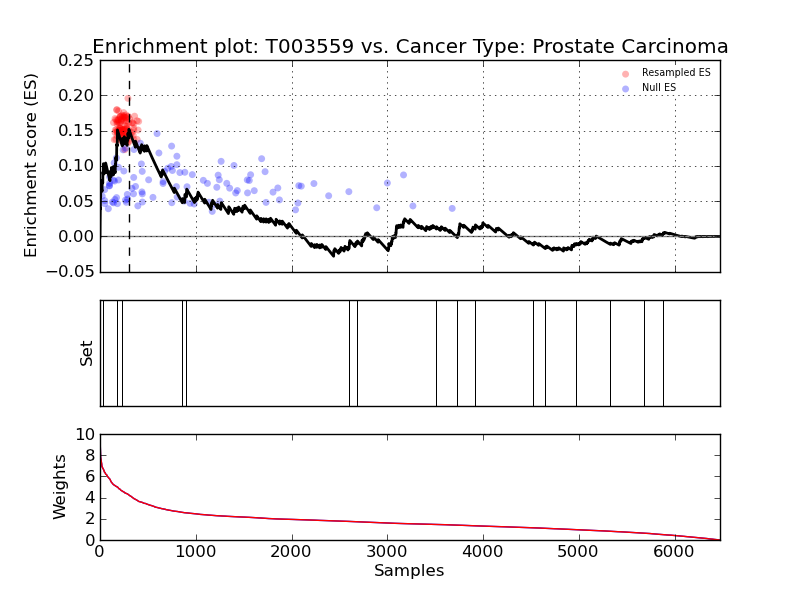 Enrichment plot: T003559 vs. Cancer Type: Prostate Carcinoma
0.25
0.20
0.15
0.10
0.05
0.00
−0.05
Enrichment score (ES)
Resampled ES
Null ES
Set
10
8
6
4
2
0
Weights
0 1000 2000 3000 4000 5000 6000
Samples